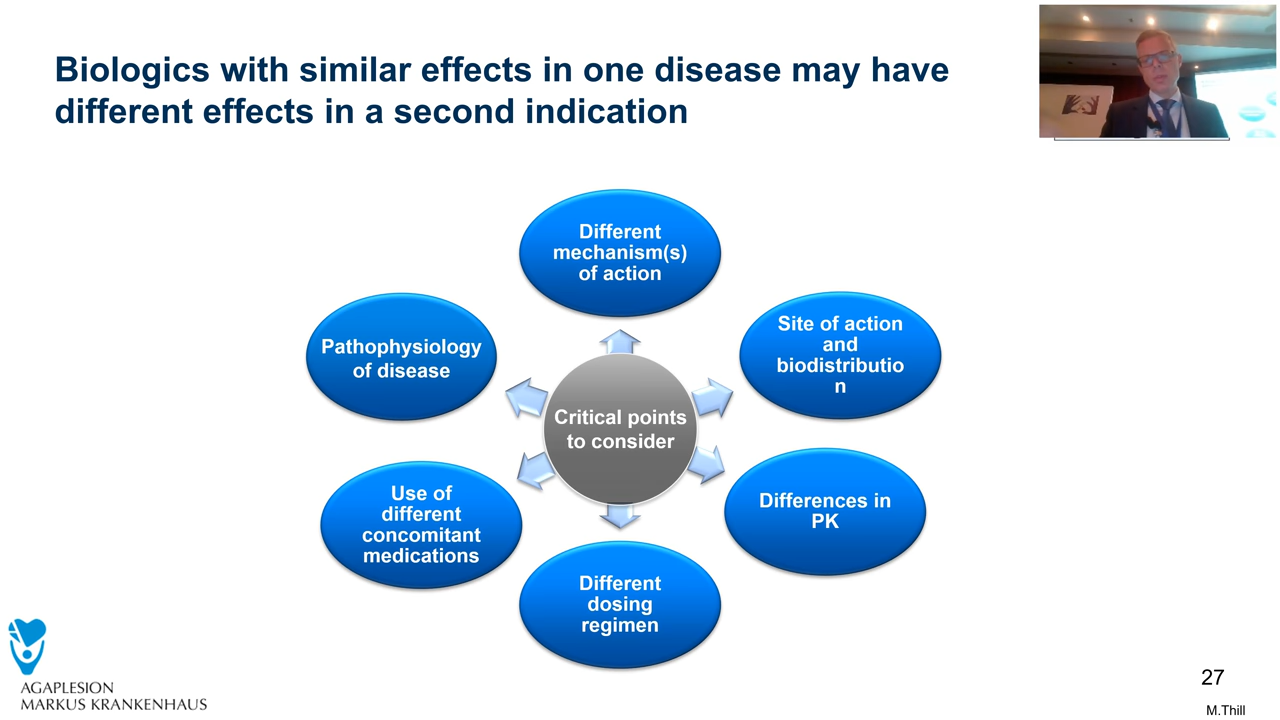 Biologics with similar effects in one disease may have
different effects in a second indication
Different
mechanism(s)
of action
Site of action
and
biodistributio
n
Differences in
PK
Different
dosing
regimen
Use of
different
concomitant
medications
Pathophysiology
of disease
Critical points
to consider
AGAPLESION
MARKUS KRANKENHAUS
27
M.Thill